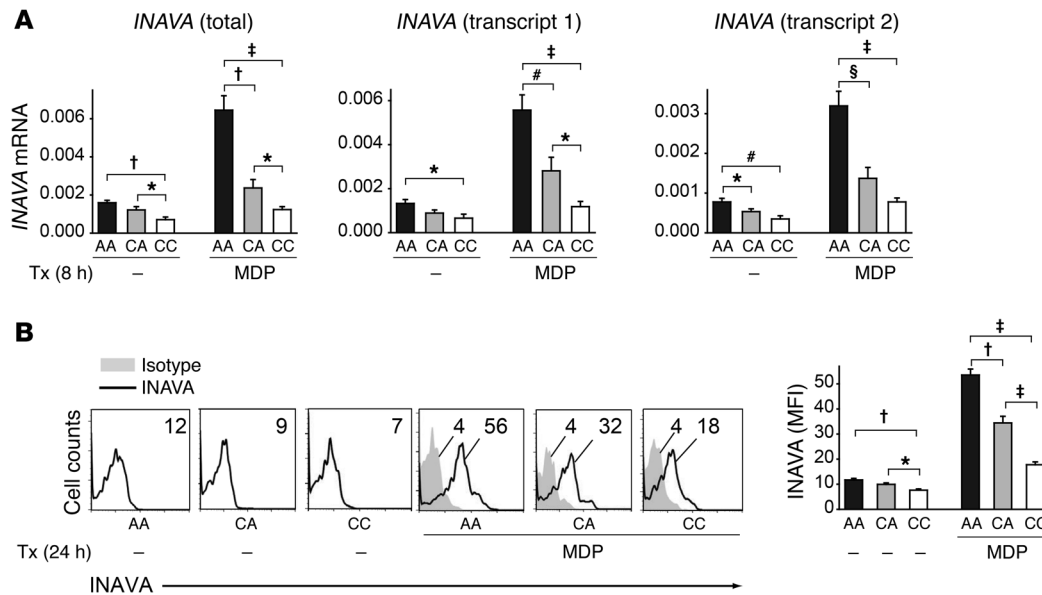 A
INAVA (total)
INAVA (transcript 1)
INAVA (transcript 2)
‡
†
‡
#
‡
§
INAVA mRNA
0.006
0.004
0.002
0.000
† * *
AA CA CC AA CA CC
0.006
0.004
0.002
0.000
* *
AA CA CC AA CA CC
0.003
0.002
0.001
0.000
# *
AA CA CC AA CA CC
Tx (8 h) – MDP – MDP – MDP
B
Isotype
INAVA
Cell counts
12 9 7 4 56 4 32 4 18
AA CA CC AA CA CC
Tx (24 h) – – – MDP
INAVA
INAVA (MFI)
50
40
30
20
10
0
† * ‡ † ‡
AA CA CC AA CA CC
– – – MDP